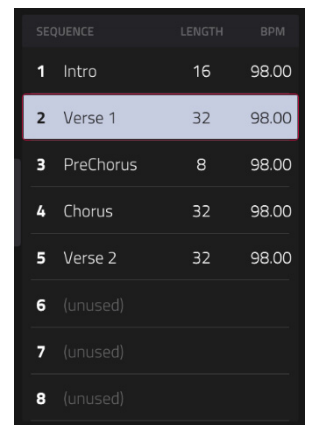 SEQUENCE LENGTH BPM
1 Intro 16 98.00
2 Verse 1 32 98.00
3 PreChorus 8 98.00
4 Chorus 32 98.00
5 Verse 2 32 98.00
6 (unused)
7 (unused)
8 (unused)